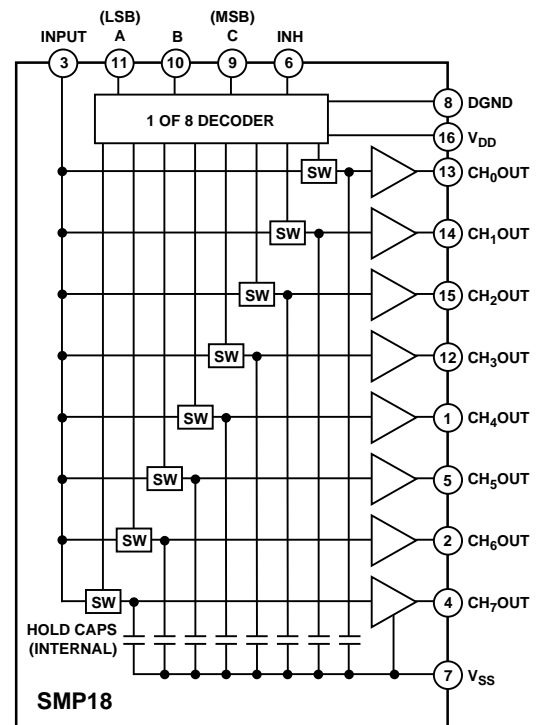 (LSB)
(MSB)
INPUT
A
B
C
INH
3
11
10
9
6
1 OF 8 DECODER
8
DGND
16
VDD
SW
13
CH0OUT
SW
14
CH1OUT
SW
15
CH2OUT
SW
12
CH3OUT
SW
1
CH4OUT
SW
5
CH5OUT
SW
2
CH6OUT
SW
4
CH7OUT
HOLD CAPS
(INTERNAL)
7
VSS
SMP18